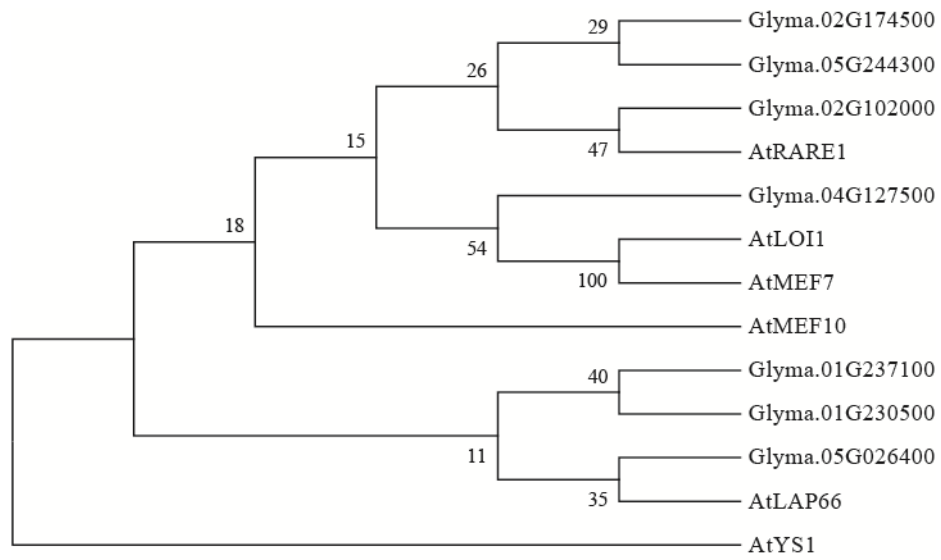 Glyma.02G174500
29
Glyma.05G244300
26
Glyma.02G102000
47
AtRARE1
15
Glyma.04G127500
54
AtLOI1
100
AtMEF7
18
AtMEF10
Glyma.01G237100
40
Glyma.01G230500
11
Glyma.05G026400
35
AtLAP66
AtYS1